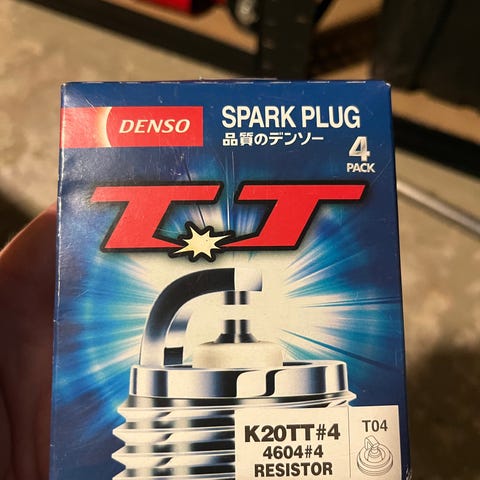 DENSO
SPARK PLUG
品質のデンソー
4
PACK
TT
K20TT#4
4604#4
RESISTOR
T04